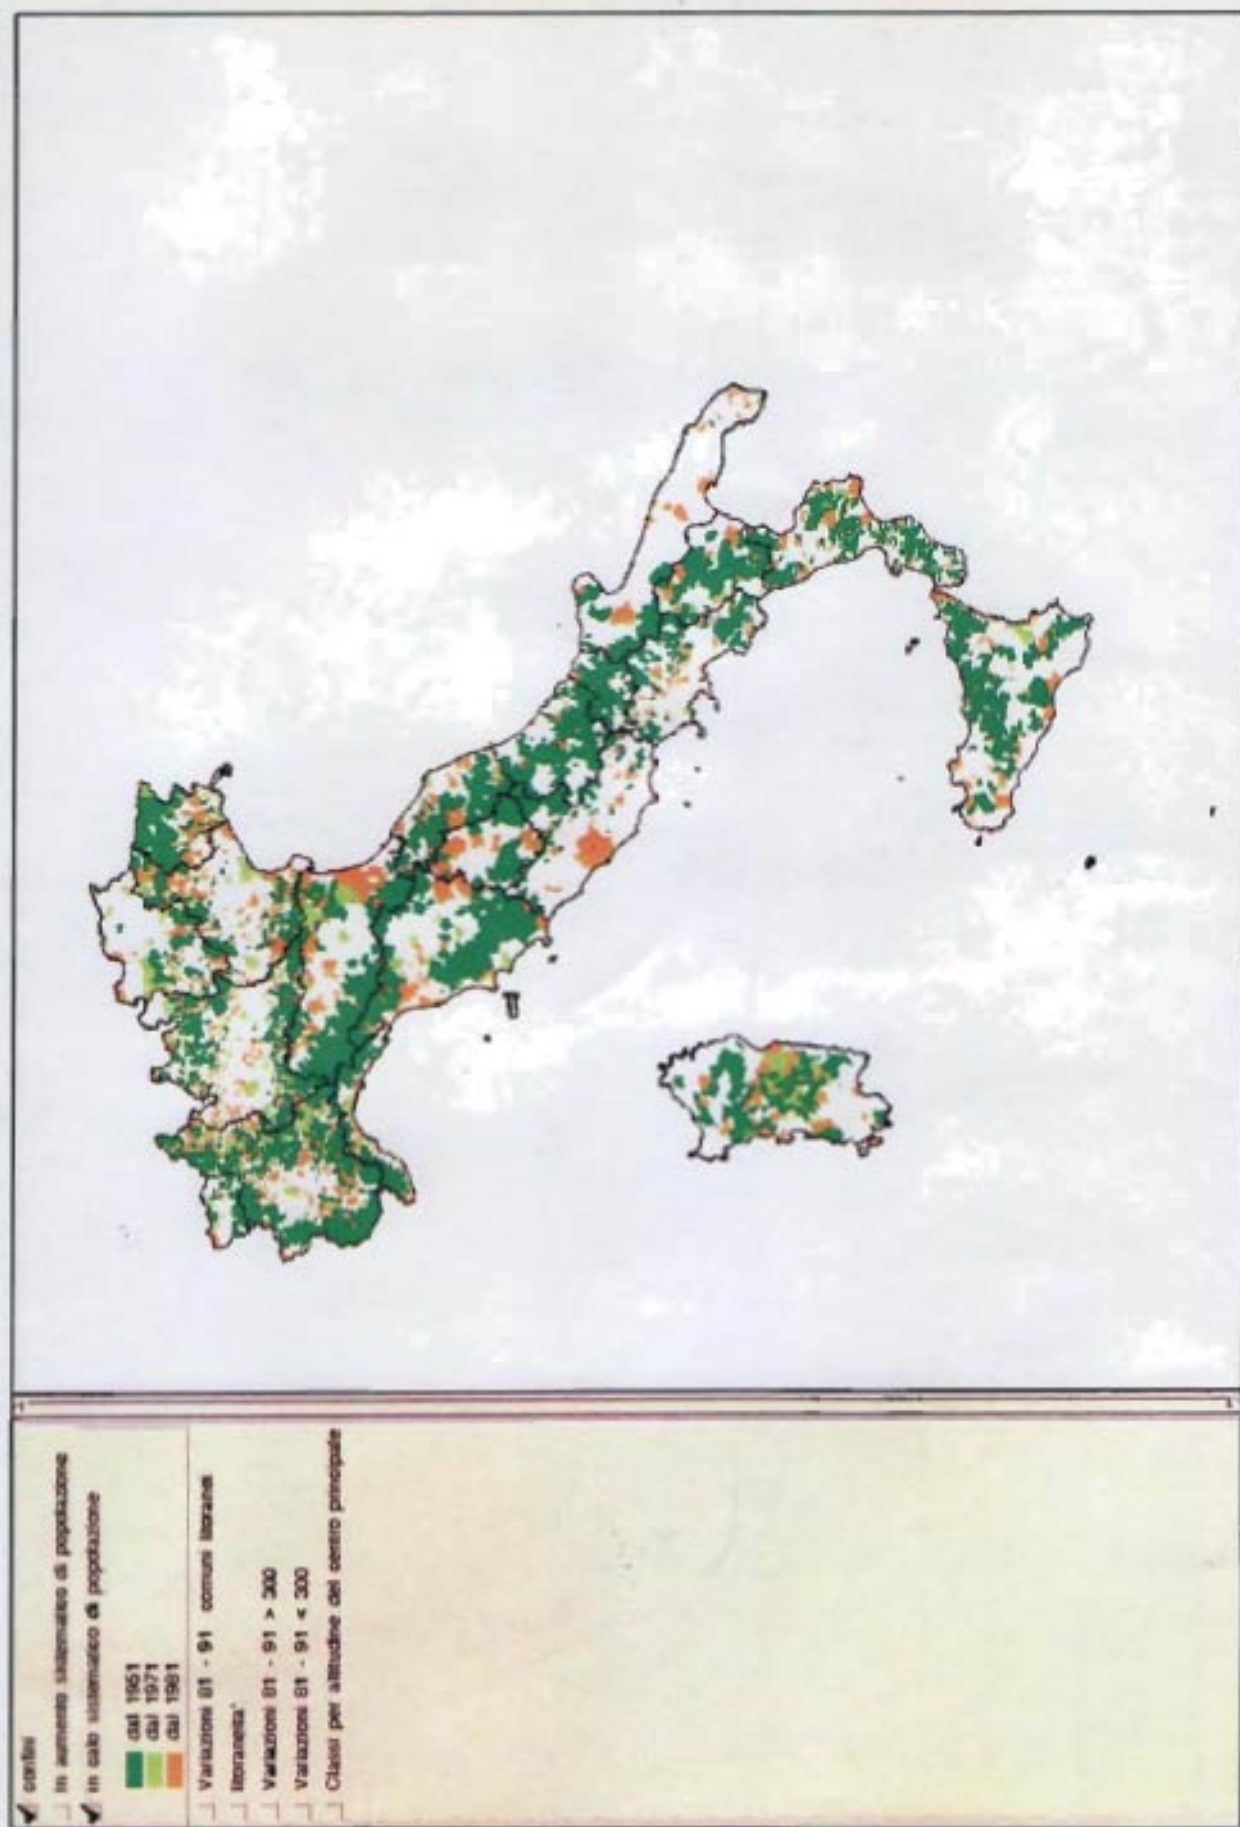 confini
in aumento sistematico di popolazione
in calo sistematico di popolazione
dal 1951
dal 1971
dal 1981
Variazioni 81 - 91 comuni litoranei
litoraneita'
Variazioni 81 - 91 > 300
Variazioni 81 - 91 < 300
Classi per altitudine del centro principale